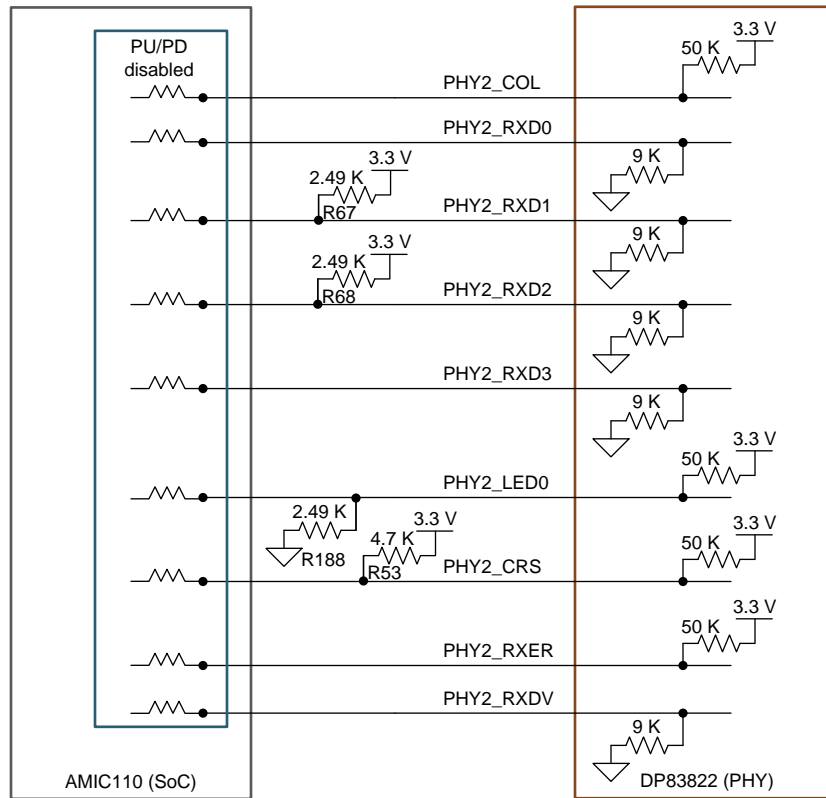 PU/PD
disabled
3.3 V
50 K
PHY2_COL
PHY2_RXD0
3.3 V
2.49 K
9 K
R67
PHY2_RXD1
3.3 V
2.49 K
9 K
R68
PHY2_RXD2
9 K
PHY2_RXD3
9 K
3.3 V
50 K
PHY2_LED0
2.49 K
3.3 V
3.3 V
4.7 K
50 K
R188
R53
PHY2_CRS
3.3 V
50 K
PHY2_RXER
PHY2_RXDV
9 K
AMIC110 (SoC)
DP83822 (PHY)